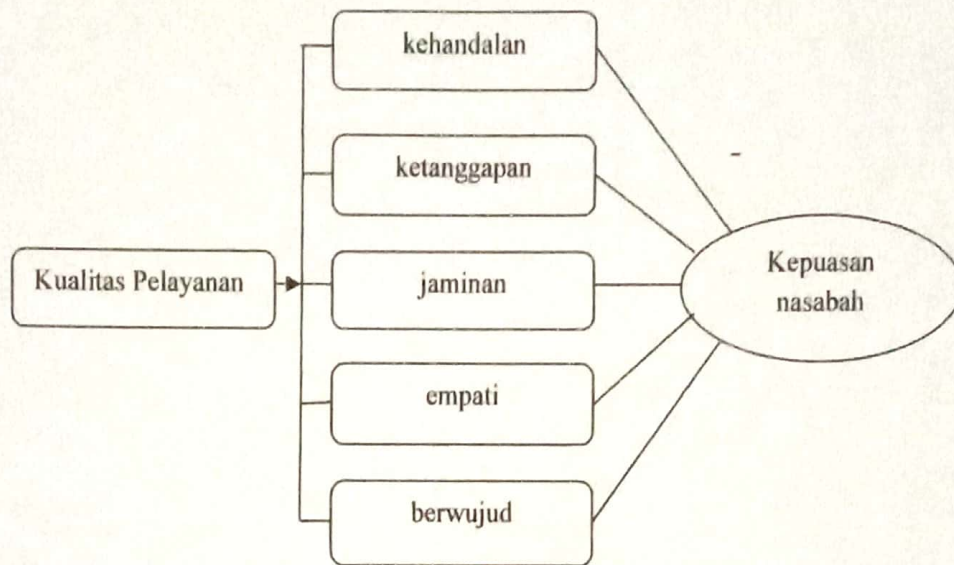 kehandalan
ketanggapan
Kualitas Pelayanan
jaminan
empati
berwujud
Kepuasan
nasabah